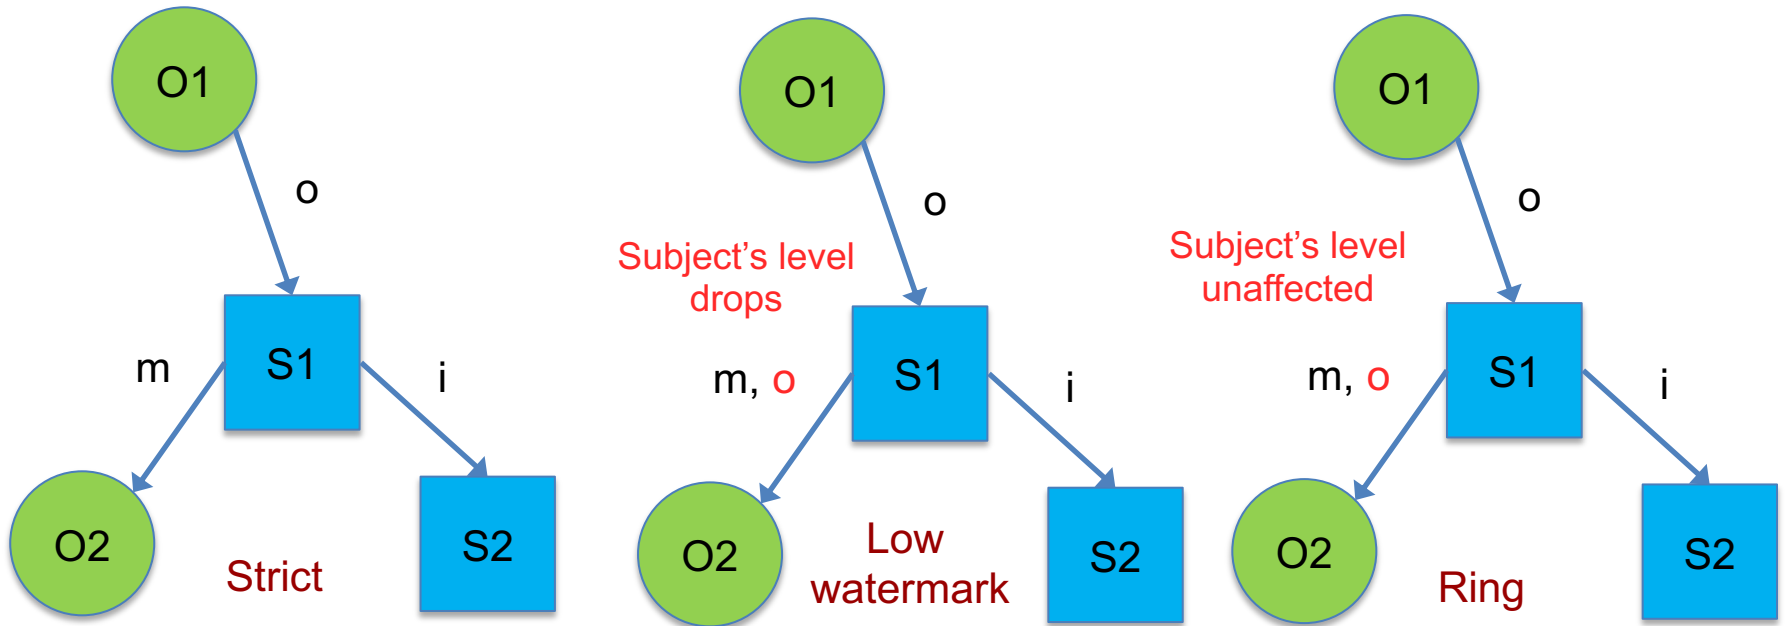 O1
o
S1
m
i
O2
S2
Strict
O1
o
Subject’s level
drops
S1
m, o
i
O2
S2
Low
watermark
O1
o
Subject’s level
unaffected
S1
m, o
i
O2
S2
Ring